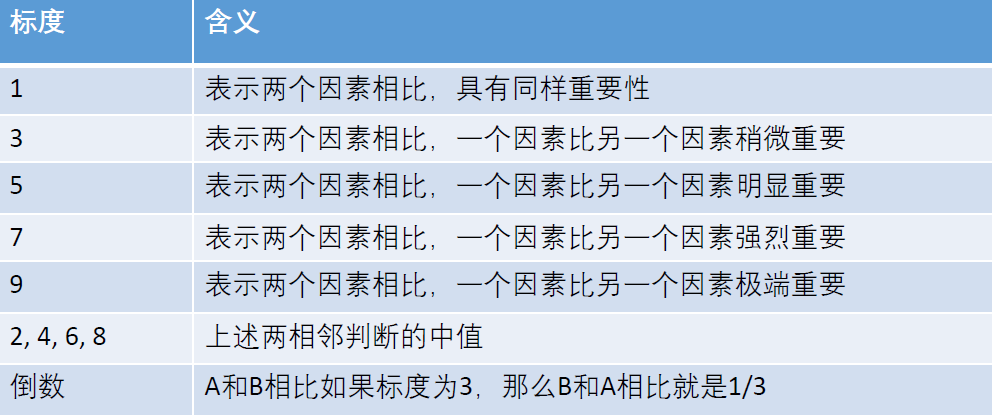 标度 含义
1 表示两个因素相比，具有同样重要性
3 表示两个因素相比，一个因素比另一个因素稍微重要
5 表示两个因素相比，一个因素比另一个因素明显重要
7 表示两个因素相比，一个因素比另一个因素强烈重要
9 表示两个因素相比，一个因素比另一个因素极端重要
2, 4, 6, 8 上述两相邻判断的中值
倒数 A和B相比如果标度为3，那么B和A相比就是1/3